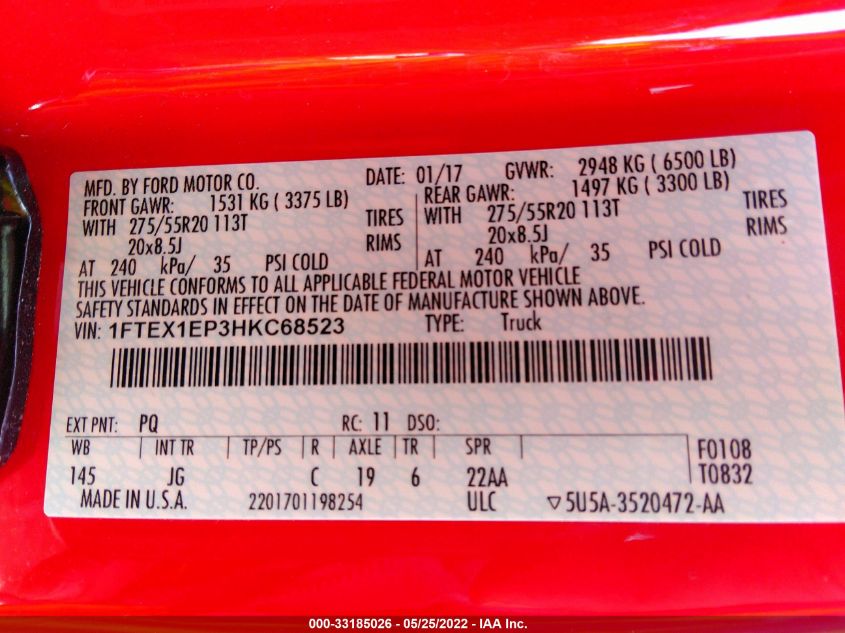 MFD. BY FORD MOTOR CO. DATE: 01/17 GVWR: 2948 KG ( 6500 LB)
FRONT GAWR: 1531 KG ( 3375 LB) REAR GAWR: 1497 KG ( 3300 LB)
WITH 275/55R20 113T TIRES WITH 275/55R20 113T TIRES
20x8.5J RIMS 20x8.5J RIMS
AT 240 kPa/ 35 PSI COLD AT 240 kPa/ 35 PSI COLD
THIS VEHICLE CONFORMS TO ALL APPLICABLE FEDERAL MOTOR VEHICLE
SAFETY STANDARDS IN EFFECT ON THE DATE OF MANUFACTURE SHOWN ABOVE.
VIN: 1FTEX1EP3HKC68523 TYPE: Truck
EXT PNT: PQ RC: 11 DSO:
WB INT TR TP/PS R AXLE TR SPR F0108
145 JG C 19 6 22AA T0832
MADE IN U.S.A. 2201701198254 ULC ▽5U5A-3520472-AA
000-33185026 - 05/25/2022 - IAA Inc.